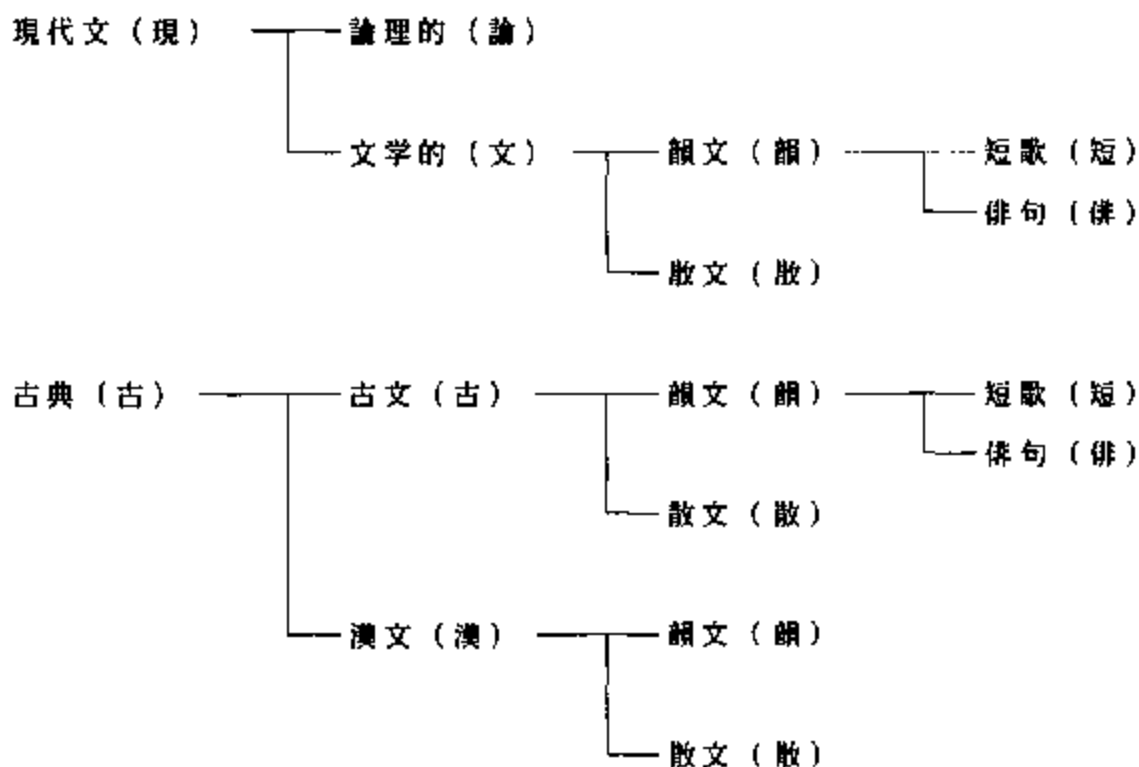 現代文（現） 論理的（論）
文学的（文） 韻文（韻） 短歌（短）
俳句（俳）
散文（散）
古典（古） 古文（古） 韻文（韻） 短歌（短）
俳句（俳）
散文（散）
漢文（漢） 韻文（韻）
散文（散）